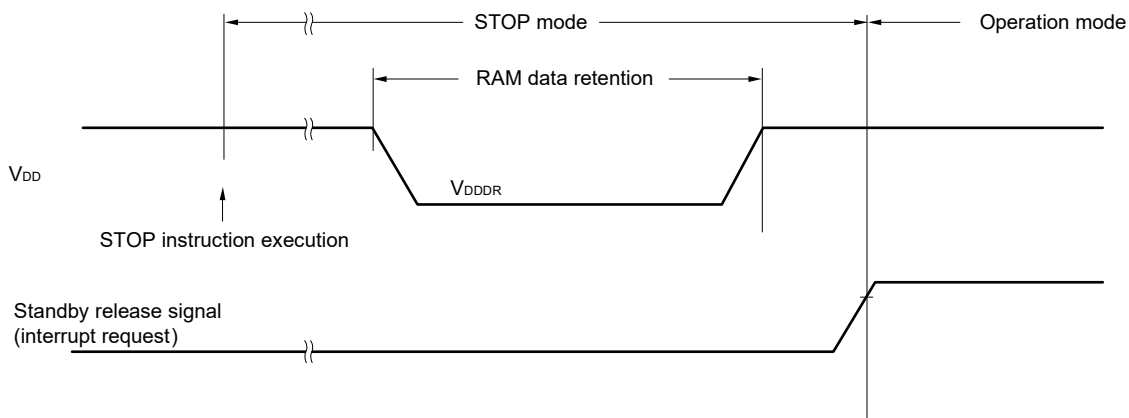 STOP mode
Operation mode
RAM data retention
VDD
VDDDR
STOP instruction execution
Standby release signal
(interrupt request)